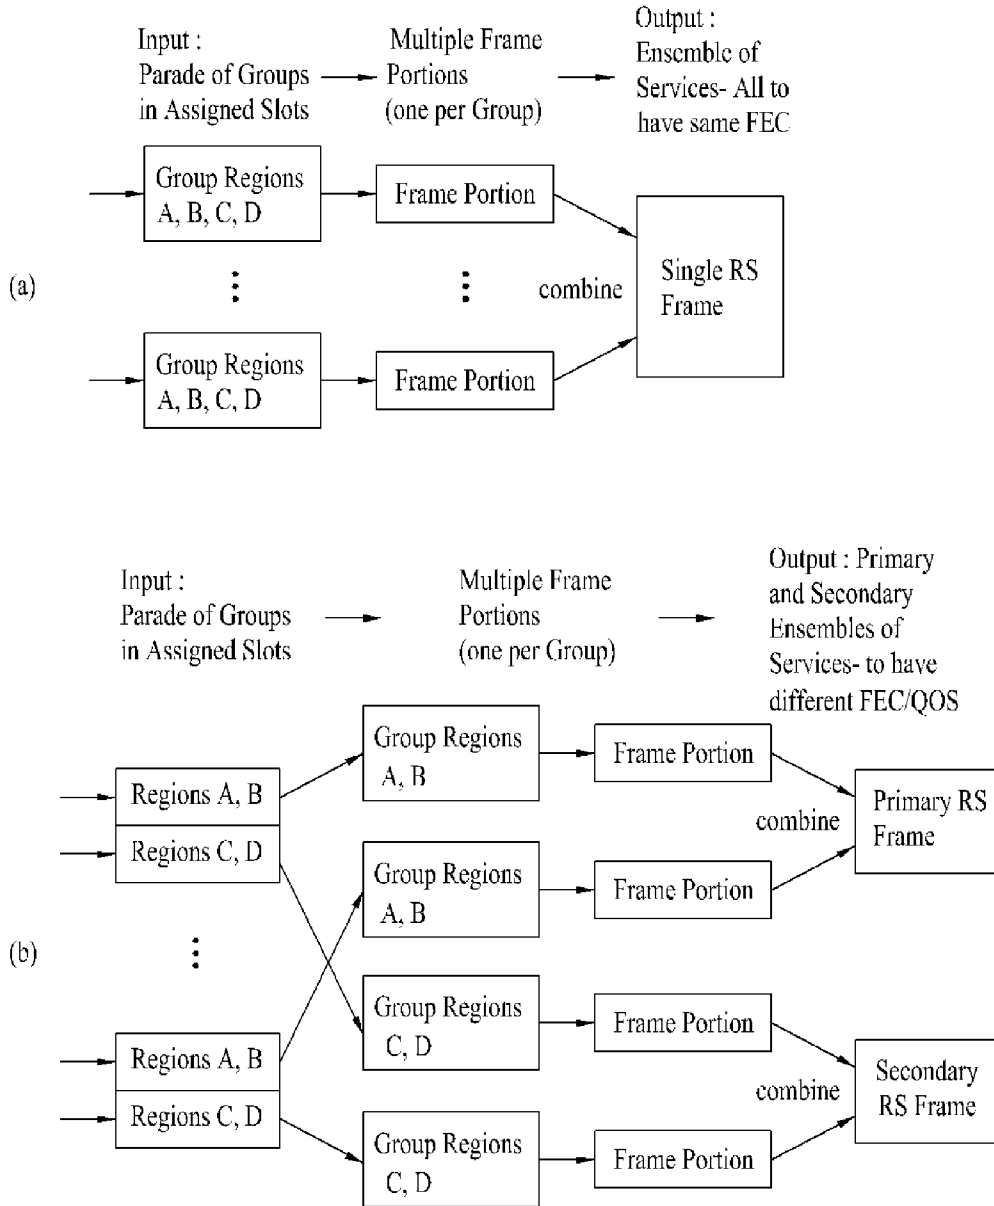 Input :
Parade of Groups
in Assigned Slots
Multiple Frame
Portions
(one per Group)
Output :
Ensemble of
Services- All to
have same FEC
(a)
Group Regions
A, B, C, D
Frame Portion
combine
Single RS
Frame
Group Regions
A, B, C, D
Frame Portion
Input :
Parade of Groups
in Assigned Slots
Multiple Frame
Portions
(one per Group)
Output : Primary
and Secondary
Ensembles of
Services- to have
different FEC/QOS
(b)
Regions A, B
Regions C, D
Regions A, B
Regions C, D
Group Regions
A, B
Frame Portion
Group Regions
A, B
Frame Portion
combine
Primary RS
Frame
Group Regions
C, D
Frame Portion
Group Regions
C, D
Frame Portion
combine
Secondary
RS Frame